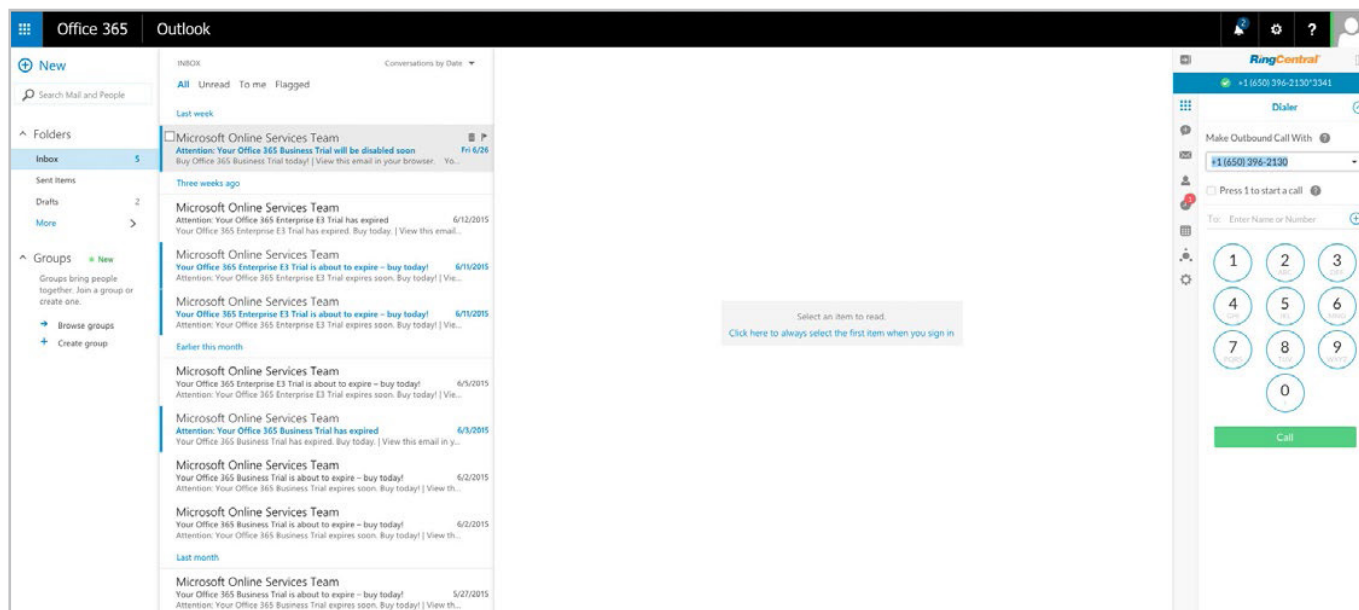 Office 365
Outlook
2
?
New
Search Mail and People
Folders
Inbox 5
Sent Items
Drafts 2
More
Groups New
Groups bring people
together. Join a group or
create one.
Browse groups
Create group
INBOX Conversations by Date
All Unread To me Flagged
Last week
Microsoft Online Services Team
Attention: Your Office 365 Business Trial will be disabled soon Fri 6/26
Buy Office 365 Business Trial today! | View this email in your browser. Yo...
Three weeks ago
Microsoft Online Services Team
Attention: Your Office 365 Enterprise E3 Trial has expired 6/12/2015
Your Office 365 Enterprise E3 Trial has expired. Buy today. | View this email...
Microsoft Online Services Team
Your Office 365 Enterprise E3 Trial is about to expire – buy today! 6/11/2015
Attention: Your Office 365 Enterprise E3 Trial expires soon. Buy today! | Vie...
Microsoft Online Services Team
Your Office 365 Enterprise E3 Trial is about to expire – buy today! 6/11/2015
Attention: Your Office 365 Enterprise E3 Trial expires soon. Buy today! | Vie...
Earlier this month
Microsoft Online Services Team
Your Office 365 Enterprise E3 Trial is about to expire – buy today! 6/5/2015
Attention: Your Office 365 Enterprise E3 Trial expires soon. Buy today! | Vie...
Microsoft Online Services Team
Attention: Your Office 365 Business Trial has expired 6/3/2015
Your Office 365 Business Trial has expired. Buy today. | View this email in y...
Microsoft Online Services Team
Your Office 365 Business Trial is about to expire – buy today! 6/2/2015
Attention: Your Office 365 Business Trial expires soon. Buy today! | View th...
Microsoft Online Services Team
Your Office 365 Business Trial is about to expire – buy today! 6/2/2015
Attention: Your Office 365 Business Trial expires soon. Buy today! | View th...
Last month
Microsoft Online Services Team
Your Office 365 Business Trial is about to expire – buy today! 5/27/2015
Attention: Your Office 365 Business Trial expires soon. Buy today! | View th...
Select an item to read.
Click here to always select the first item when you sign in
RingCentral
+1 (650) 396-2130*3341
Dialer
Make Outbound Call With ?
+1 (650) 396-2130
Press 1 to start a call ?
1
To: Enter Name or Number
1 2 3
ABC DEF
4 5 6
GHI JKL MNO
7 8 9
PQRS TUV WXYZ
0
Call